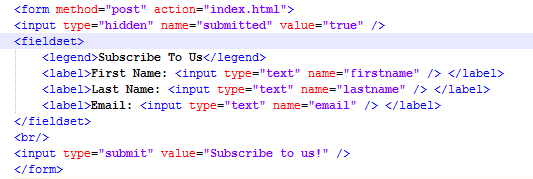 <form method="post" action="index.html">
<input type="hidden" name="submitted" value="true" />
<fieldset>
<legend>Subscribe To Us</legend>
<label>First Name: <input type="text" name="firstname" /> </label>
<label>Last Name: <input type="text" name="lastname" /> </label>
<label>Email: <input type="text" name="email" /> </label>
</fieldset>
<br/>
<input type="submit" value="Subscribe to us!" />
</form>